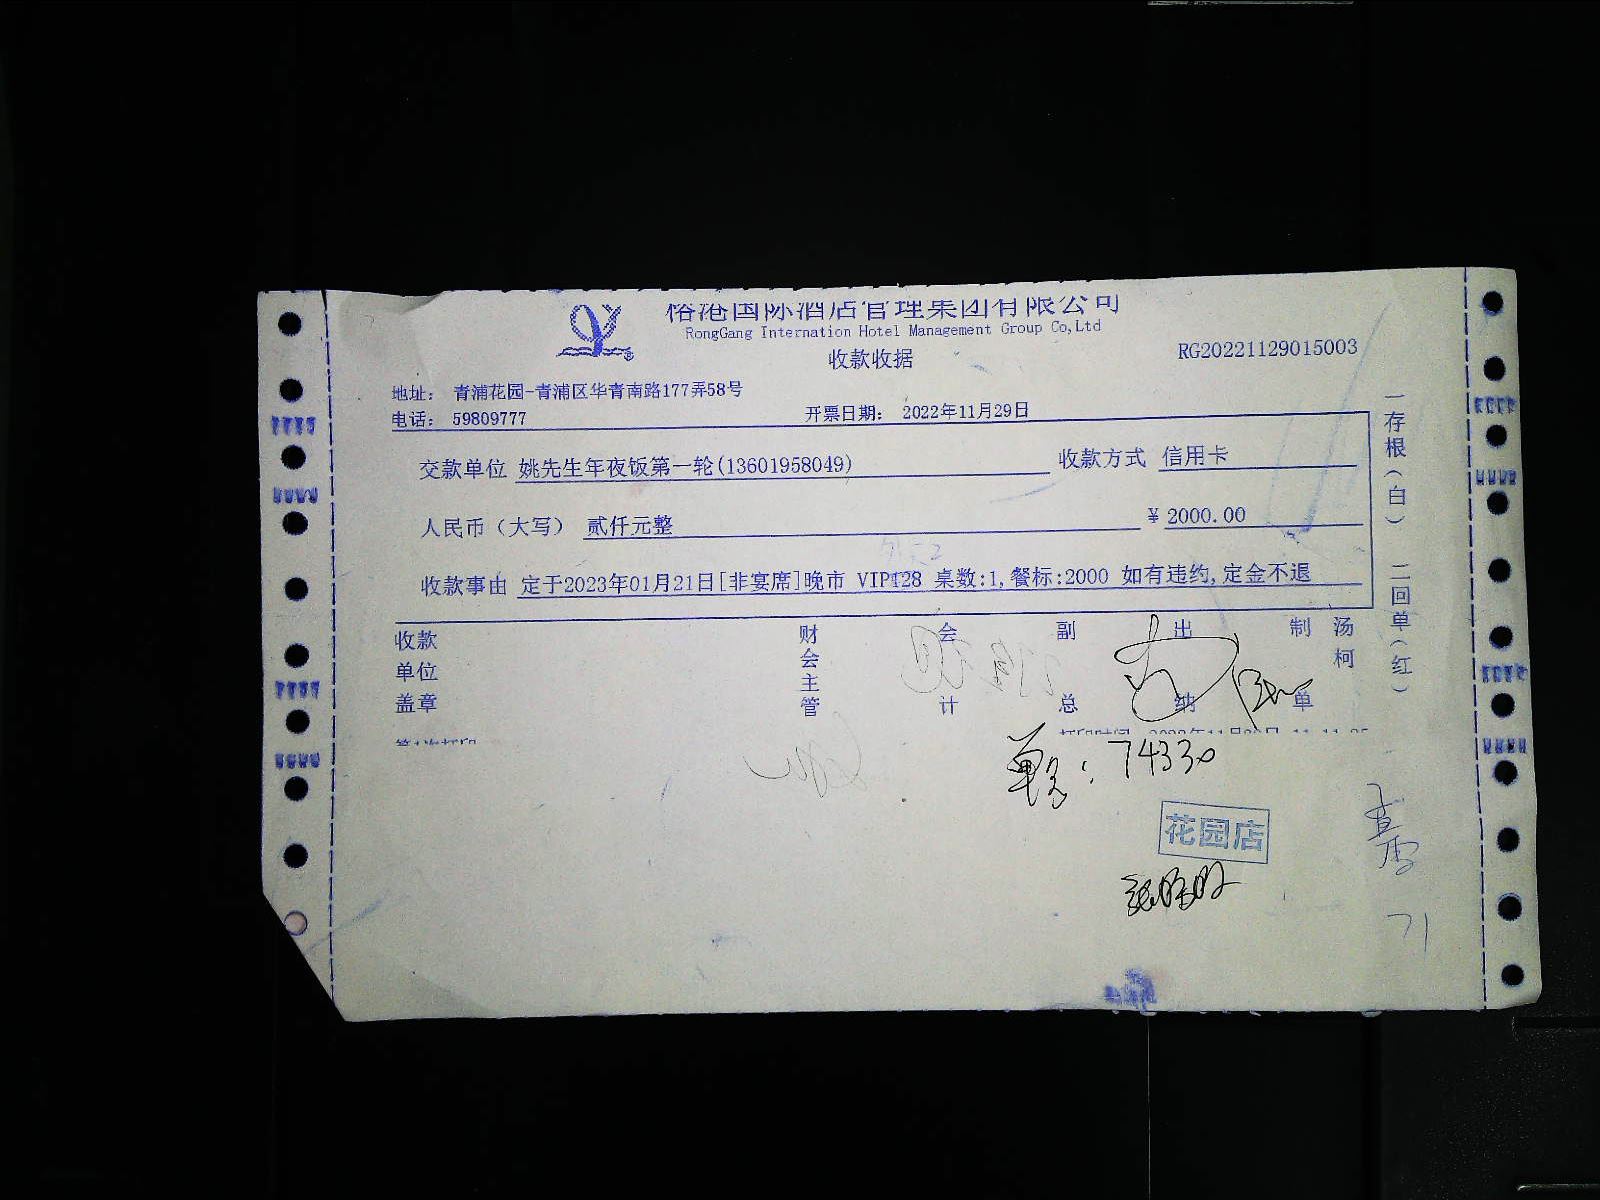 榕港国际酒店管理集团有限公司
RongGang Internation Hotel Management Group Co,Ltd
收款收据
RG20221129015003
地址： 青浦花园-青浦区华青南路177弄58号
电话： 59809777
开票日期： 2022年11月29日
交款单位 姚先生年夜饭第一轮(13601958049)
收款方式 信用卡
人民币（大写） 贰仟元整
¥ 2000.00
收款事由 定于2023年01月21日[非宴席]晚市 VIP128 桌数:1,餐标:2000 如有违约,定金不退
收款单位盖章
财会主管
会计
副总
出纳
制单
汤柯
一存根（白） 二回单（红）
74330
花园店
71